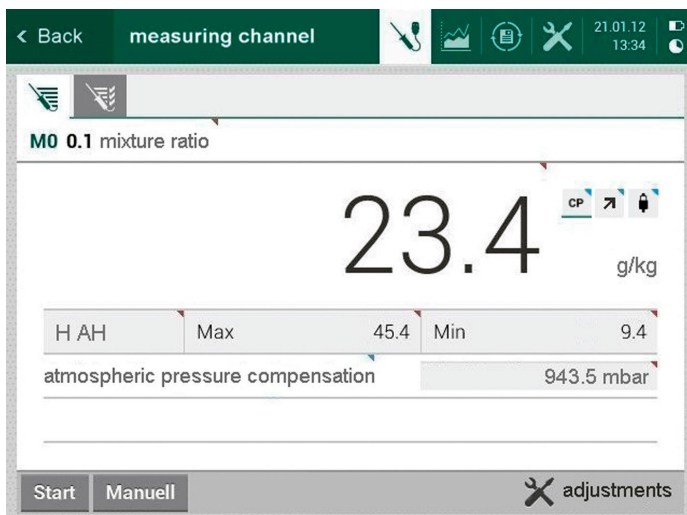 Back measuring channel 21.01.12
13:34
M0 0.1 mixture ratio
23.4 CP
g/kg
H AH Max 45.4 Min 9.4
atmospheric pressure compensation 943.5 mbar
Start Manuell adjustments